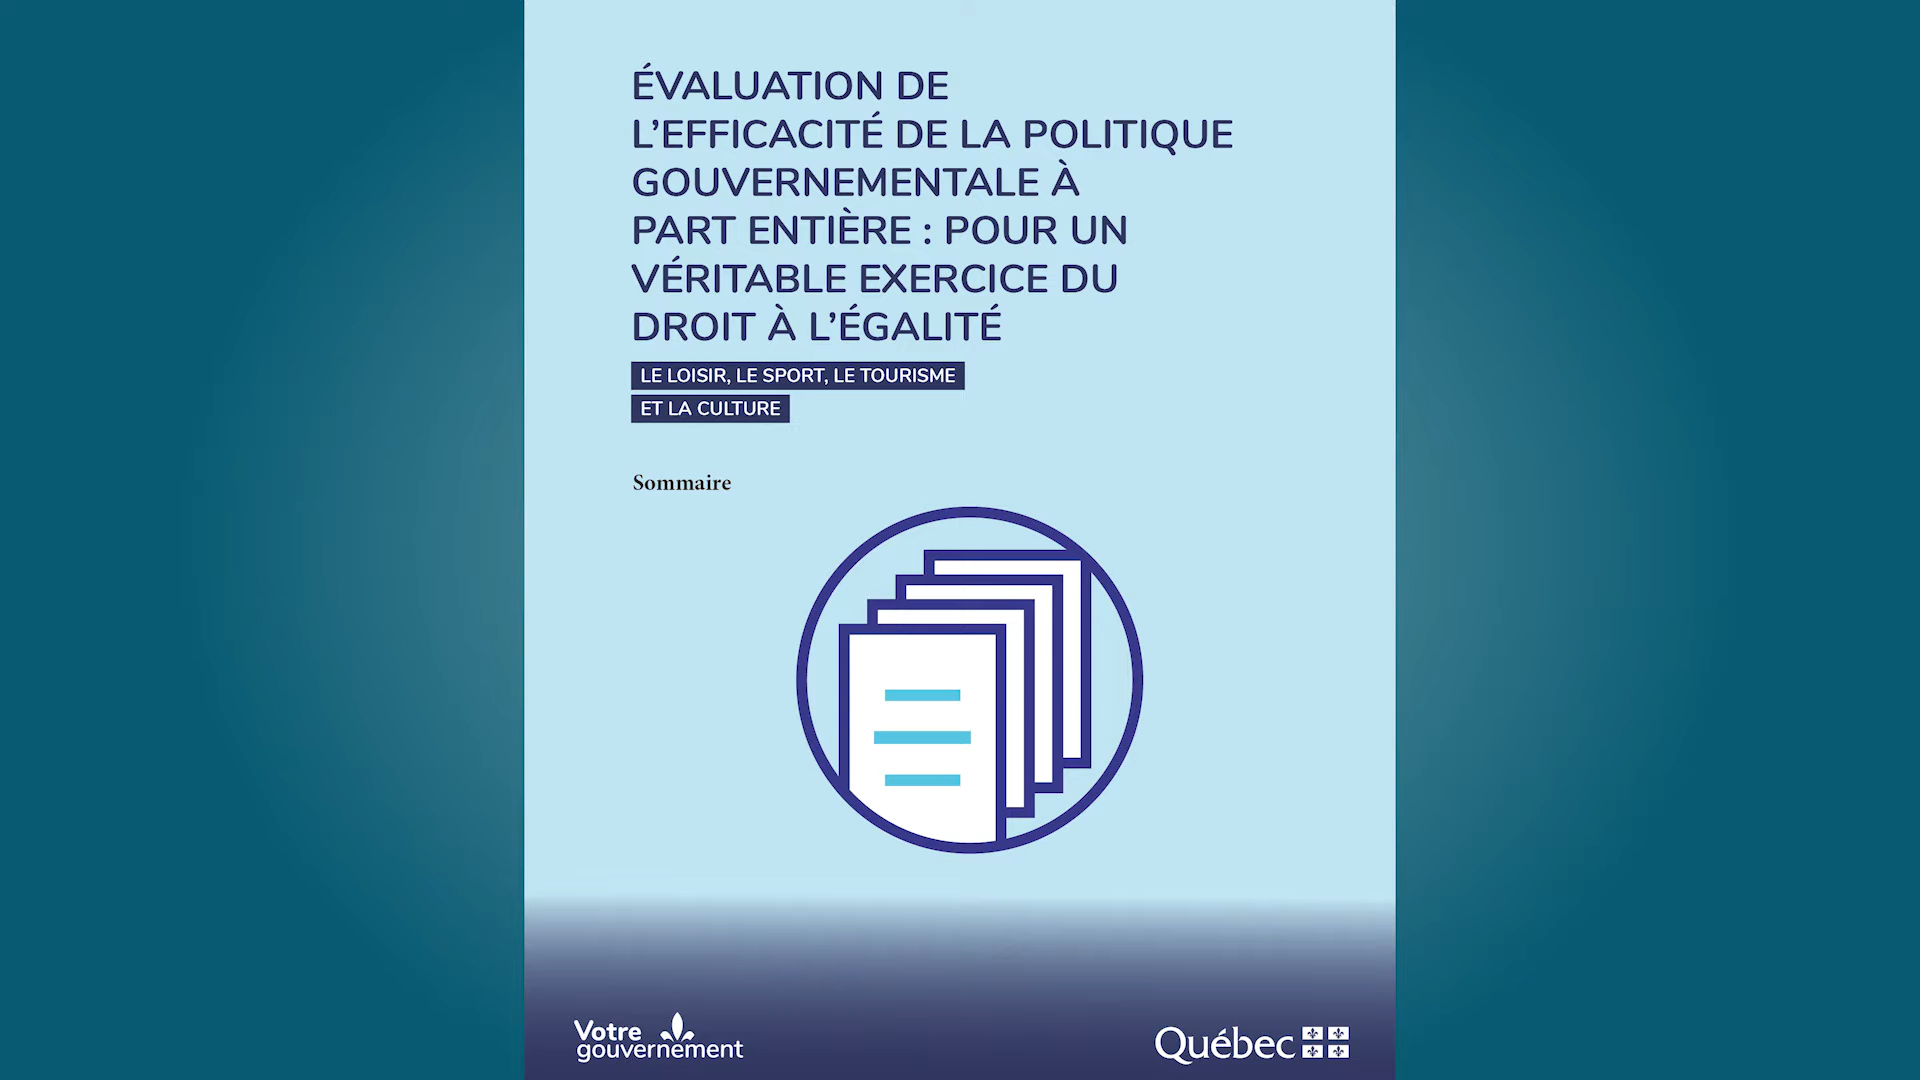 ÉVALUATION DE
L’EFFICACITÉ DE LA POLITIQUE
GOUVERNEMENTALE À
PART ENTIÈRE : POUR UN
VÉRITABLE EXERCICE DU
DROIT À L’ÉGALITÉ
LE LOISIR, LE SPORT, LE TOURISME
ET LA CULTURE
Sommaire
Votre
gouvernement
Québec